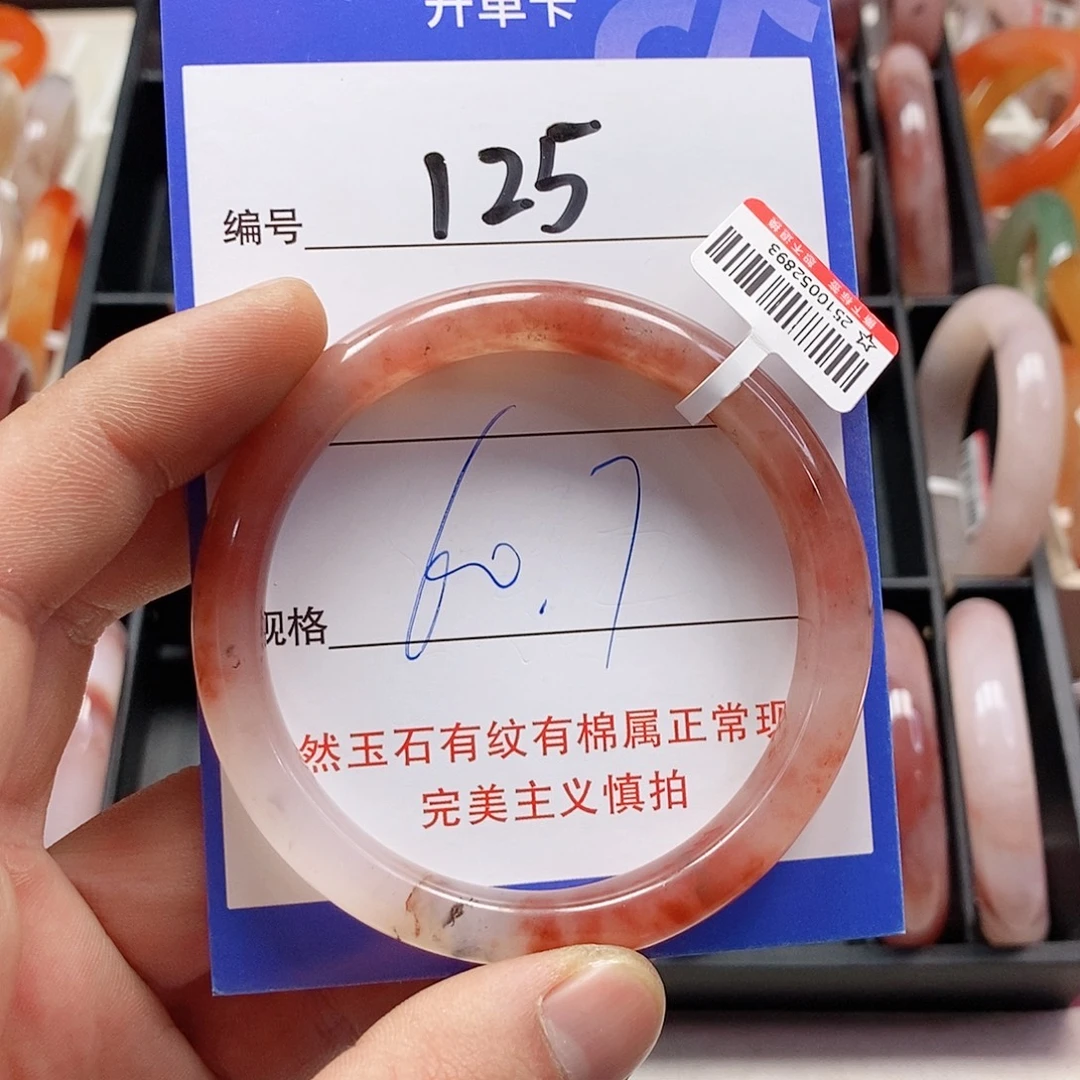 开单卡
编号 125
2510052893
规格 60.7
然玉石有纹有棉属正常现
完美主义慎拍